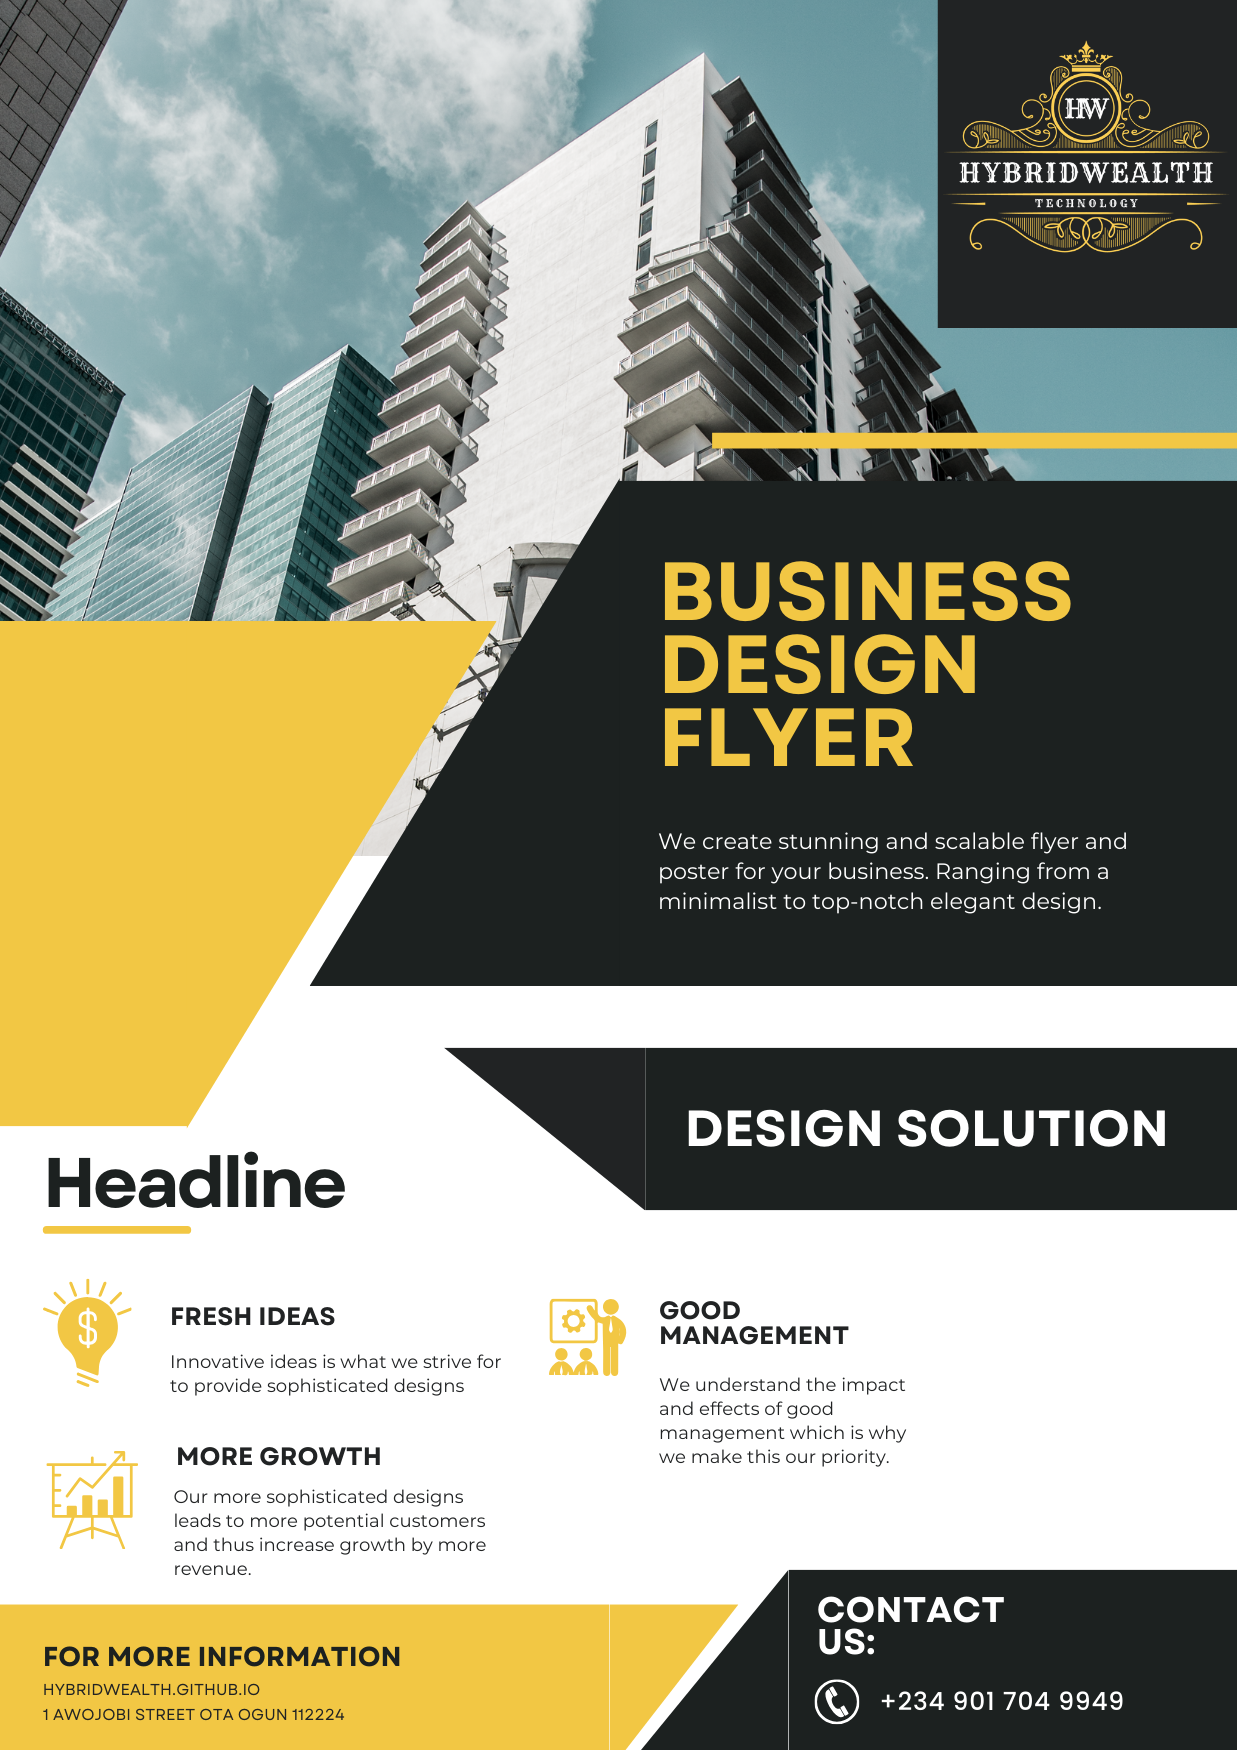 HW
HYBRIDWEALTH
TECHNOLOGY
BUSINESS
DESIGN
FLYER
We create stunning and scalable flyer and
poster for your business. Ranging from a
minimalist to top-notch elegant design.
DESIGN SOLUTION
Headline
$
FRESH IDEAS
Innovative ideas is what we strive for
to provide sophisticated designs
MORE GROWTH
Our more sophisticated designs
leads to more potential customers
and thus increase growth by more
revenue.
GOOD
MANAGEMENT
We understand the impact
and effects of good
management which is why
we make this our priority.
FOR MORE INFORMATION
HYBRIDWEALTH.GITHUB.IO
1 AWOJOBI STREET OTA OGUN 112224
CONTACT
US:
+234 901 704 9949